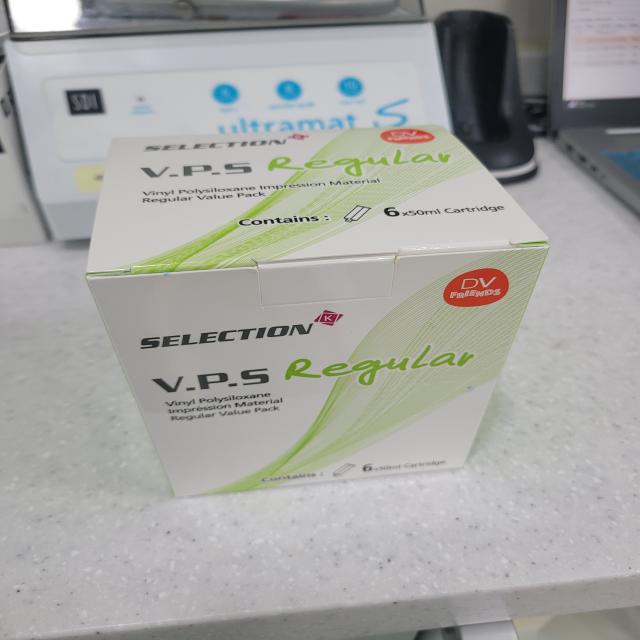 SDI
ultramat S
SELECTION K
V.P.S Regular
DV
FRIENDS
Vinyl Polysiloxane Impression Material
Regular Value Pack
Contains : 6x50ml Cartridge
DV
FRIENDS
SELECTION K
V.P.S Regular
Vinyl Polysiloxane
Impression Material
Regular Value Pack
Contains : 6x50ml Cartridge